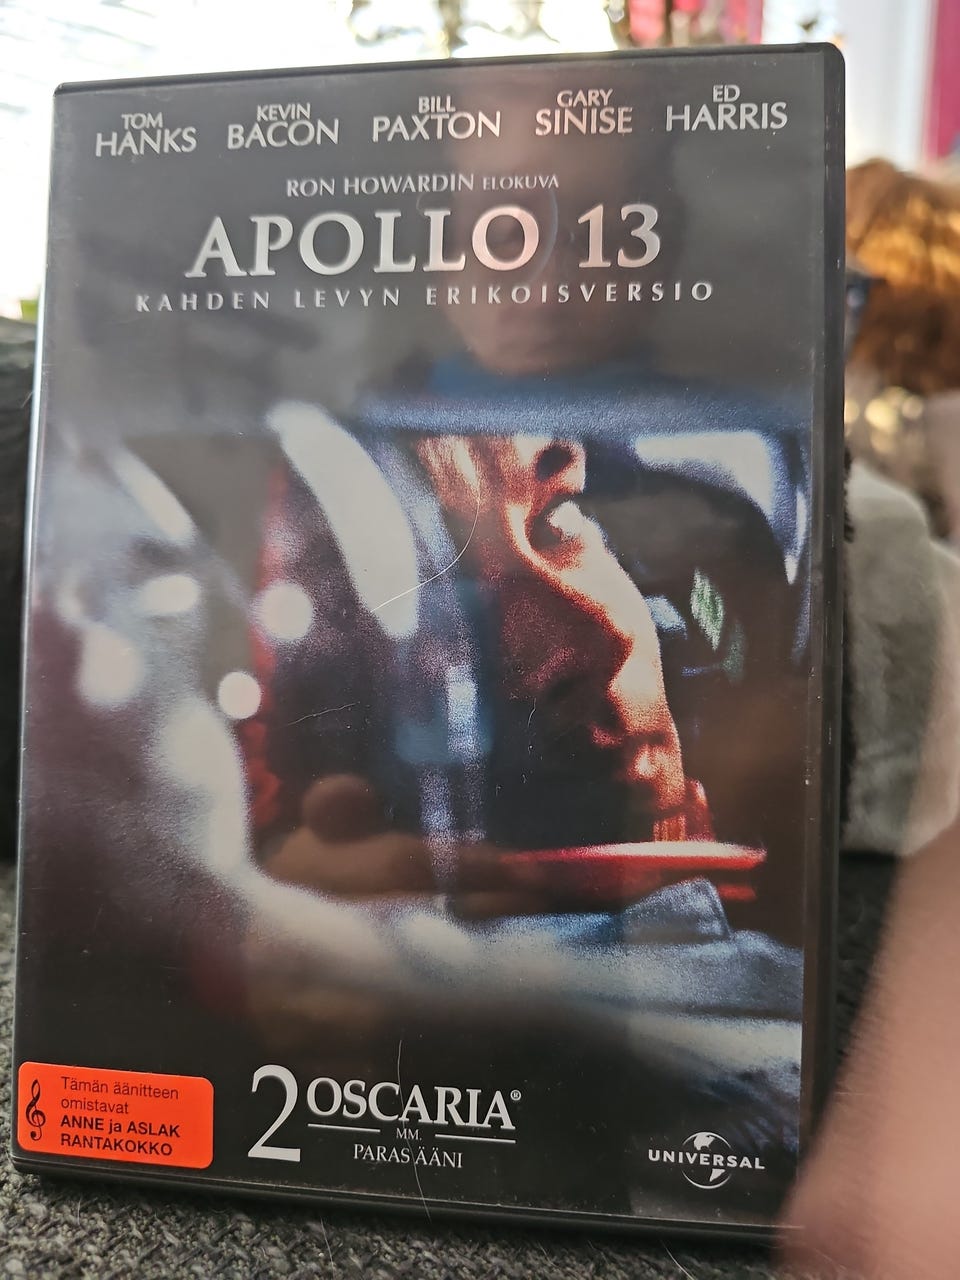 TOM HANKS KEVIN BACON BILL PAXTON GARY SINISE ED HARRIS
RON HOWARDIN ELOKUVA
APOLLO 13
KAHDEN LEVYN ERIKOISVERSIO
Tämän äänitteen
omistavat
ANNE ja ASLAK
RANTAKOKKO
2 OSCARIA®
MM.
PARAS ÄÄNI
UNIVERSAL